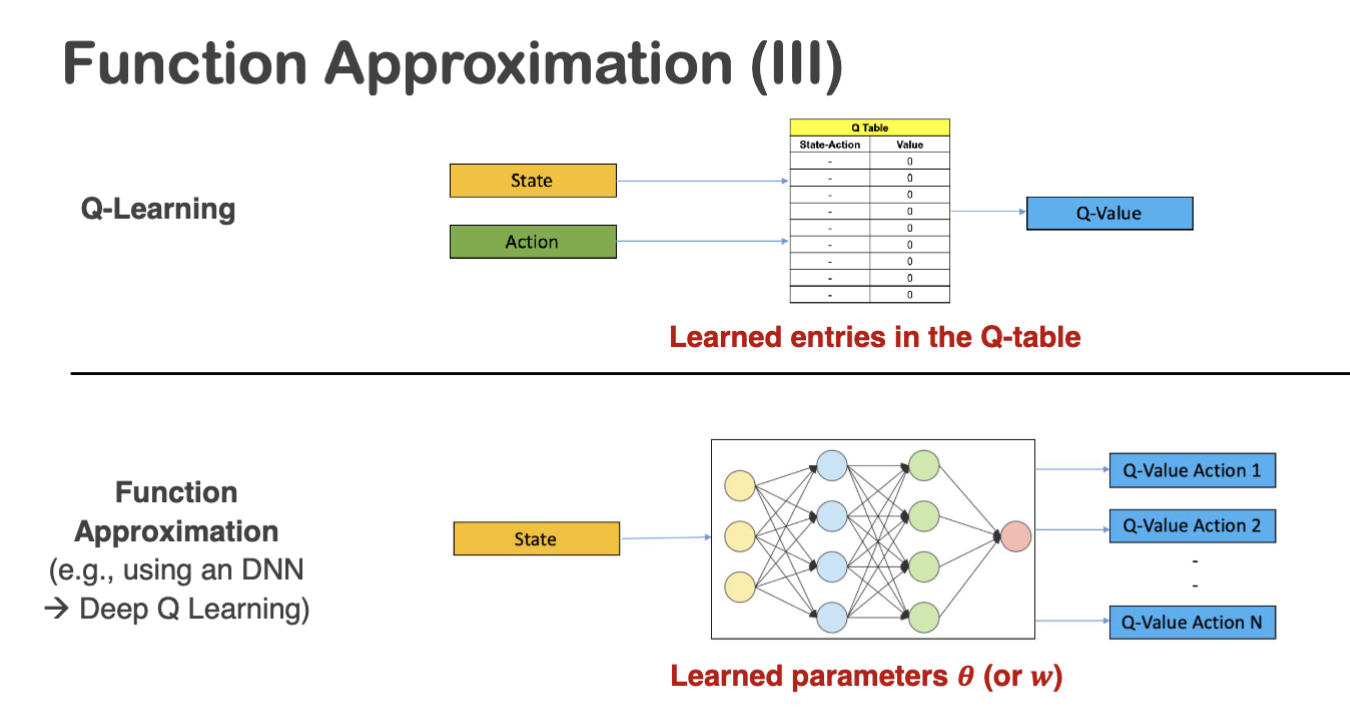 Function Approximation (III)
Q-Learning
State
Action
Q Table
State-Action Value
- 0
- 0
- 0
- 0
- 0
- 0
- 0
- 0
- 0
Q-Value
Learned entries in the Q-table
Function
Approximation
(e.g., using an DNN
→ Deep Q Learning)
State
Q-Value Action 1
Q-Value Action 2
-
-
Q-Value Action N
Learned parameters θ (or w)